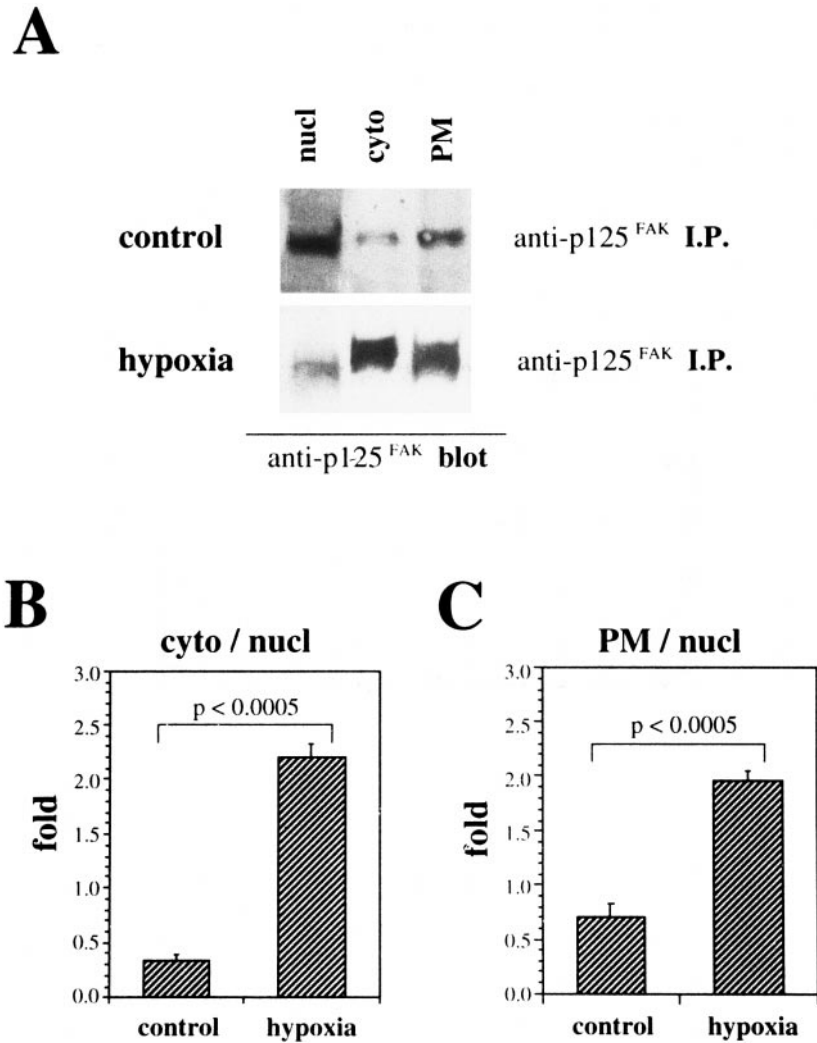 A
nucl cyto PM
control anti-p125 FAK I.P.
hypoxia anti-p125 FAK I.P.
anti-p1-25 FAK blot
B
cyto / nucl
3.0
2.5
2.0
1.5
1.0
0.5
0.0
fold
p < 0.0005
control hypoxia
C
PM / nucl
3.0
2.5
2.0
1.5
1.0
0.5
0.0
fold
p < 0.0005
control hypoxia